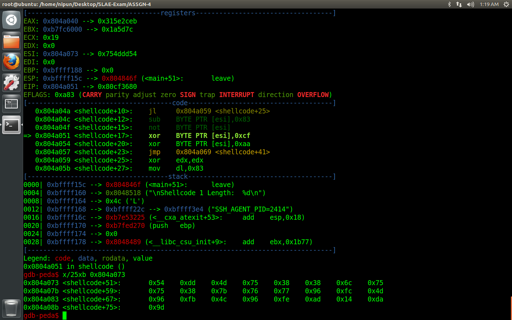 root@ubuntu: /home/nipun/Desktop/SLAE-Exam/ASSGN-4
1:19 AM
[----------------------------------registers-----------------------------------]
EAX: 0x804a040 --> 0x315e2ceb
EBX: 0xb7fc6000 --> 0x1a5d7c
ECX: 0x19
EDX: 0x0
ESI: 0x804a073 --> 0x754ddd54
EDI: 0x0
EBP: 0xbffff188 --> 0x0
ESP: 0xbffff15c --> 0x804846f (<main+51>: leave)
EIP: 0x804a051 --> 0x80cf3680
EFLAGS: 0xa83 (CARRY parity adjust zero SIGN trap INTERRUPT direction OVERFLOW)
[-------------------------------------code-------------------------------------]
0x804a04a <shellcode+10>: jl 0x804a059 <shellcode+25>
0x804a04c <shellcode+12>: sub BYTE PTR [esi],0x83
0x804a04f <shellcode+15>: not BYTE PTR [esi]
=> 0x804a051 <shellcode+17>: xor BYTE PTR [esi],0xcf
0x804a054 <shellcode+20>: xor BYTE PTR [esi],0xaa
0x804a057 <shellcode+23>: jmp 0x804a069 <shellcode+41>
0x804a059 <shellcode+25>: xor edx,edx
0x804a05b <shellcode+27>: mov dl,0x83
[------------------------------------stack-------------------------------------]
0000| 0xbffff15c --> 0x804846f (<main+51>: leave)
0004| 0xbffff160 --> 0x8048518 ("\nShellcode 1 Length: %d\n")
0008| 0xbffff164 --> 0x4c ('L')
0012| 0xbffff168 --> 0xbffff22c --> 0xbffff3e4 ("SSH_AGENT_PID=2414")
0016| 0xbffff16c --> 0xb7e53225 (<__cxa_atexit+53>: add esp,0x18)
0020| 0xbffff170 --> 0xb7fed270 (push ebp)
0024| 0xbffff174 --> 0x0
0028| 0xbffff178 --> 0x8048489 (<__libc_csu_init+9>: add ebx,0x1b77)
[------------------------------------------------------------------------------]
Legend: code, data, rodata, value
0x0804a051 in shellcode ()
gdb-peda$ x/25xb 0x804a073
0x804a073 <shellcode+51>: 0x54 0xdd 0x4d 0x75 0x38 0x38 0x6c 0x75
0x804a07b <shellcode+59>: 0x75 0x38 0x7b 0x76 0x77 0x96 0xfc 0x4d
0x804a083 <shellcode+67>: 0x96 0xfb 0x4c 0x96 0xfe 0xad 0x14 0xda
0x804a08b <shellcode+75>: 0x9d
gdb-peda$